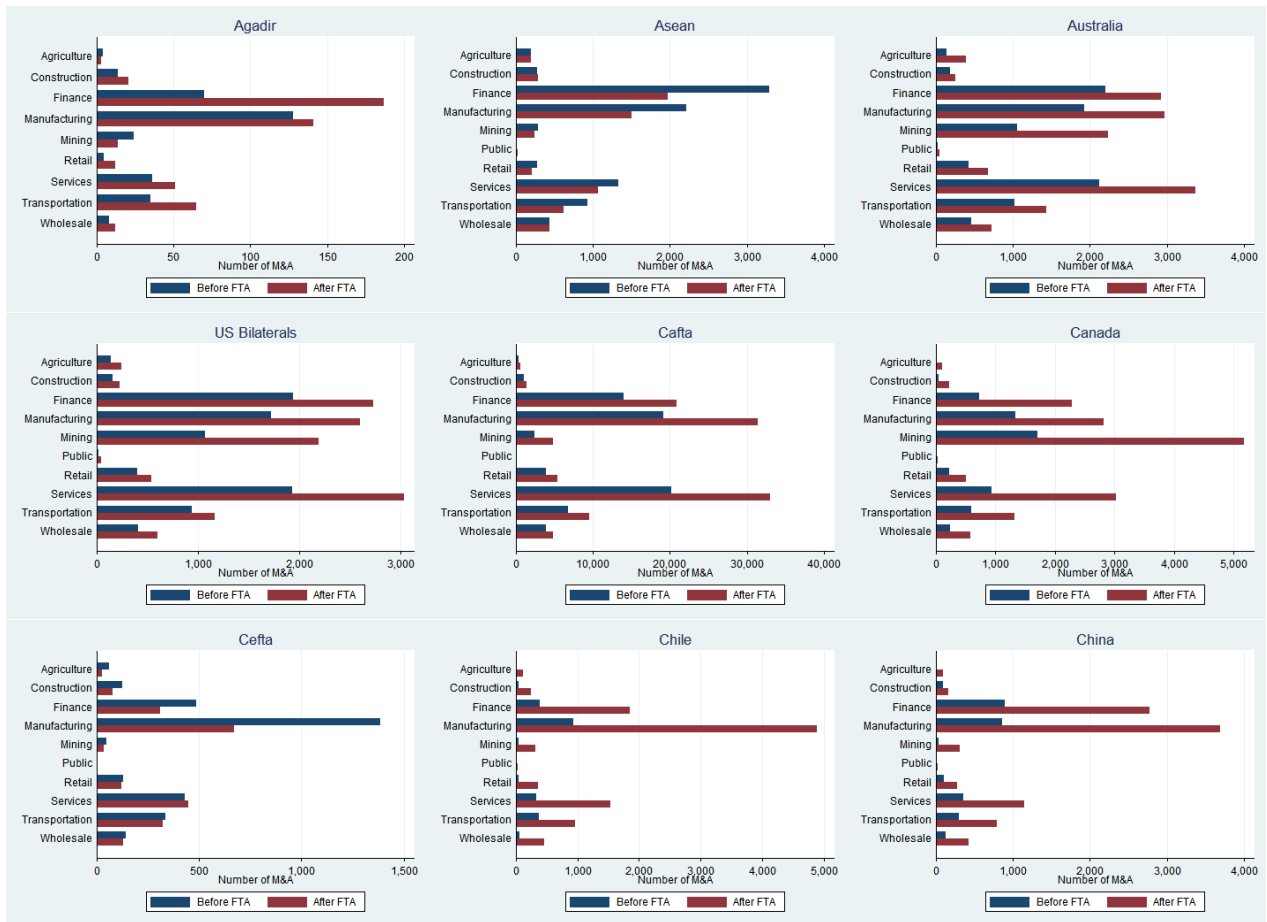 Agadir
Agriculture
Construction
Finance
Manufacturing
Mining
Retail
Services
Transportation
Wholesale
0 50 100 150 200
Number of M&A
Before FTA After FTA
Asean
Agriculture
Construction
Finance
Manufacturing
Mining
Public
Retail
Services
Transportation
Wholesale
0 1,000 2,000 3,000 4,000
Number of M&A
Before FTA After FTA
Australia
Agriculture
Construction
Finance
Manufacturing
Mining
Public
Retail
Services
Transportation
Wholesale
0 1,000 2,000 3,000 4,000
Number of M&A
Before FTA After FTA
US Bilaterals
Agriculture
Construction
Finance
Manufacturing
Mining
Public
Retail
Services
Transportation
Wholesale
0 1,000 2,000 3,000
Number of M&A
Before FTA After FTA
Cafta
Agriculture
Construction
Finance
Manufacturing
Mining
Public
Retail
Services
Transportation
Wholesale
0 10,000 20,000 30,000 40,000
Number of M&A
Before FTA After FTA
Canada
Agriculture
Construction
Finance
Manufacturing
Mining
Public
Retail
Services
Transportation
Wholesale
0 1,000 2,000 3,000 4,000 5,000
Number of M&A
Before FTA After FTA
Cefta
Agriculture
Construction
Finance
Manufacturing
Mining
Public
Retail
Services
Transportation
Wholesale
0 500 1,000 1,500
Number of M&A
Before FTA After FTA
Chile
Agriculture
Construction
Finance
Manufacturing
Mining
Public
Retail
Services
Transportation
Wholesale
0 1,000 2,000 3,000 4,000 5,000
Number of M&A
Before FTA After FTA
China
Agriculture
Construction
Finance
Manufacturing
Mining
Public
Retail
Services
Transportation
Wholesale
0 1,000 2,000 3,000 4,000
Number of M&A
Before FTA After FTA